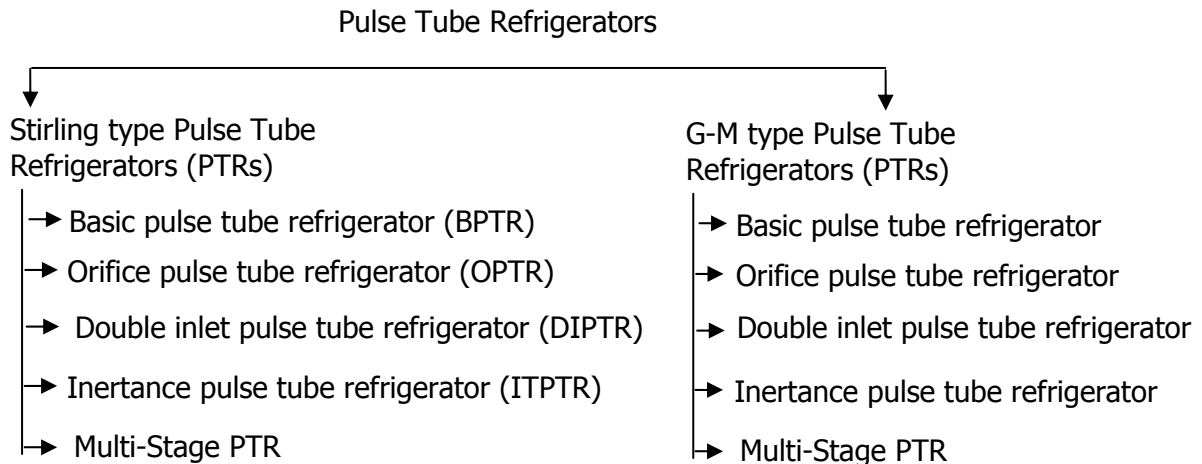 Pulse Tube Refrigerators
Stirling type Pulse Tube
Refrigerators (PTRs)
Basic pulse tube refrigerator (BPTR)
Orifice pulse tube refrigerator (OPTR)
Double inlet pulse tube refrigerator (DIPTR)
Inertance pulse tube refrigerator (ITPTR)
Multi-Stage PTR
G-M type Pulse Tube
Refrigerators (PTRs)
Basic pulse tube refrigerator
Orifice pulse tube refrigerator
Double inlet pulse tube refrigerator
Inertance pulse tube refrigerator
Multi-Stage PTR